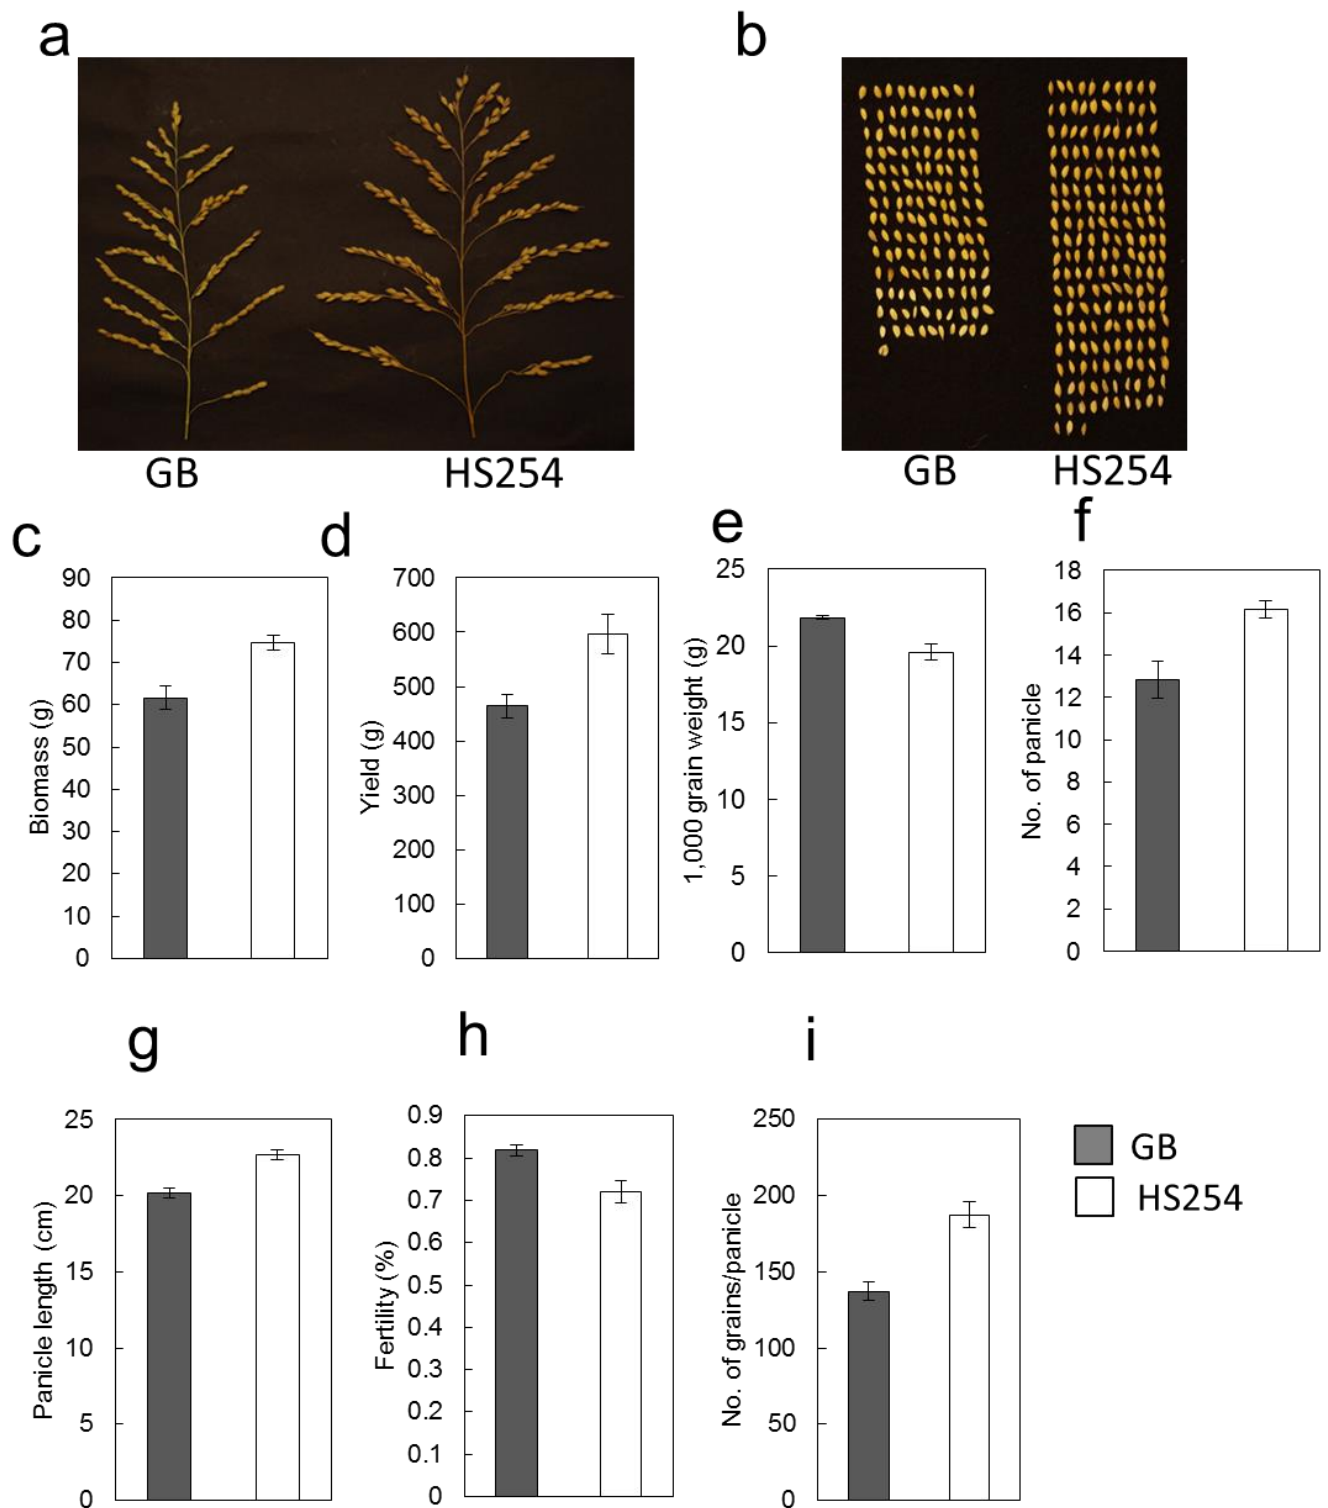 a
b
GB
HS254
GB
HS254
c
d
e
f
90
80
70
60
50
40
30
20
10
0
Biomass (g)
700
600
500
400
300
200
100
0
Yield (g)
25
20
15
10
5
0
1,000 grain weight (g)
18
16
14
12
10
8
6
4
2
0
No. of panicle
g
h
i
25
20
15
10
5
0
Panicle length (cm)
0.9
0.8
0.7
0.6
0.5
0.4
0.3
0.2
0.1
0
Fertility (%)
250
200
150
100
50
0
No. of grains/panicle
GB
HS254